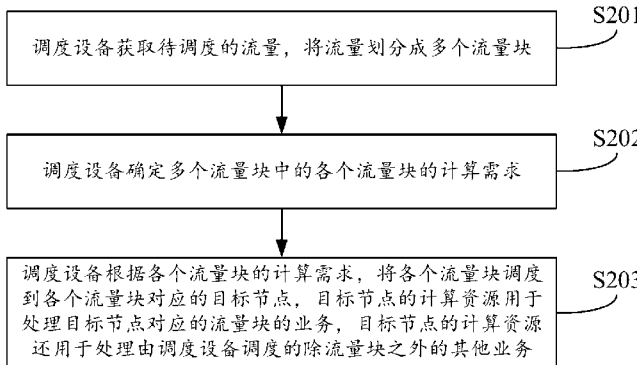 S201
调度设备获取待调度的流量，将流量划分成多个流量块
S202
调度设备确定多个流量块中的各个流量块的计算需求
S203
调度设备根据各个流量块的计算需求，将各个流量块调度
到各个流量块对应的目标节点，目标节点的计算资源用于
处理目标节点对应的流量块的业务，目标节点的计算资源
还用于处理由调度设备调度的除流量块之外的其他业务